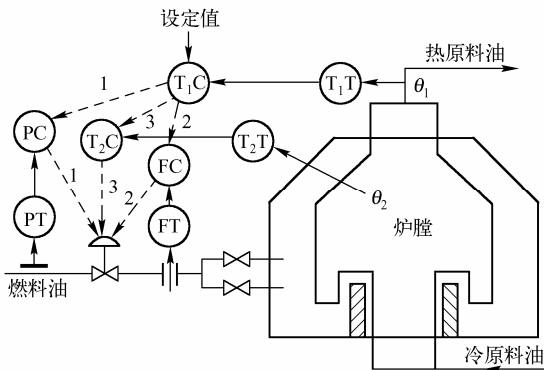 设定值
热原料油
T₁C
T₁T
θ₁
1
3
2
PC
T₂C
T₂T
FC
1
3
2
θ₂
PT
FT
炉膛
燃料油
冷原料油